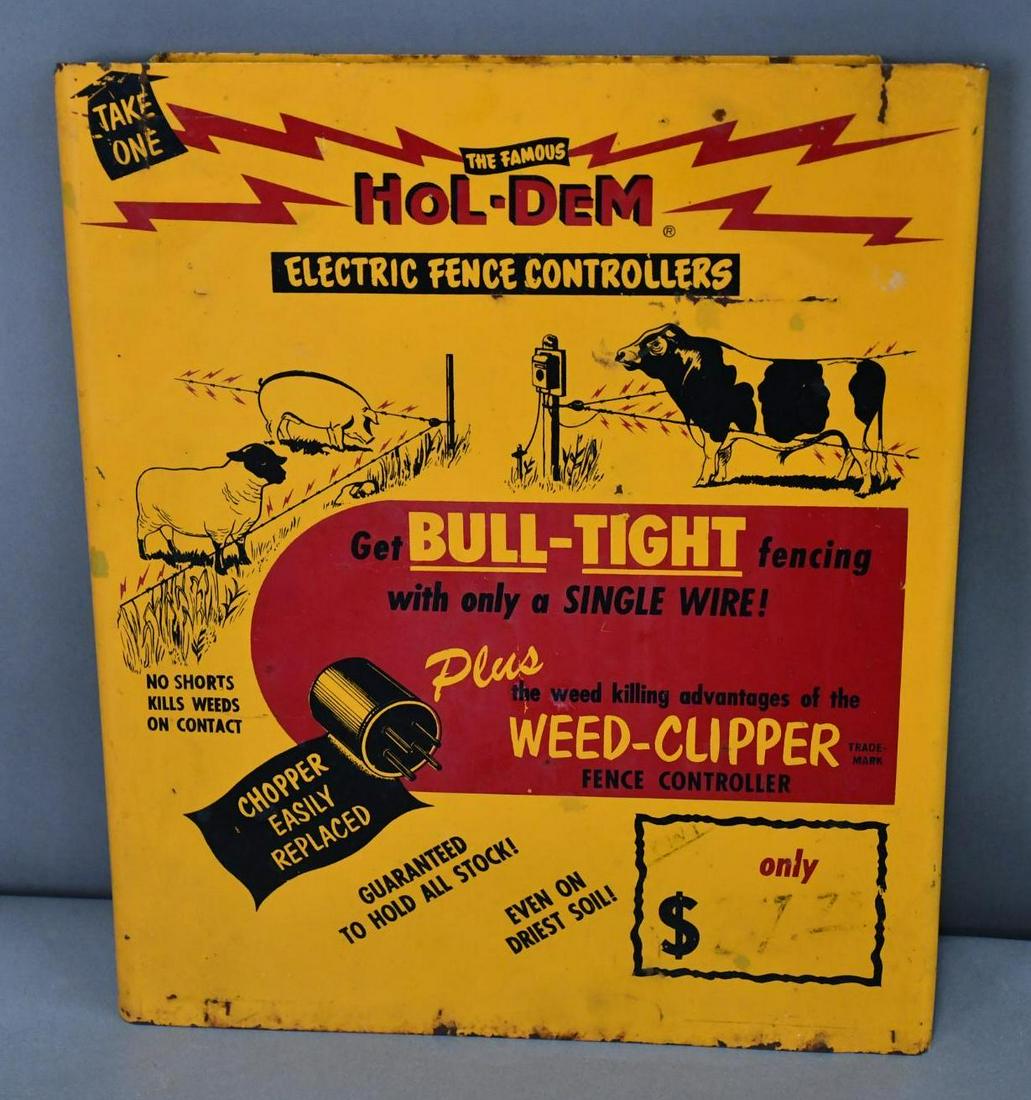 TAKE
ONE
THE FAMOUS
HOL-DEM
®
ELECTRIC FENCE CONTROLLERS
Get BULL-TIGHT fencing
with only a SINGLE WIRE!
Plus
the weed killing advantages of the
WEED-CLIPPER TRADE-
MARK
FENCE CONTROLLER
NO SHORTS
KILLS WEEDS
ON CONTACT
CHOPPER
EASILY
REPLACED
GUARANTEED
TO HOLD ALL STOCK!
EVEN ON
DRIEST SOIL!
only
$